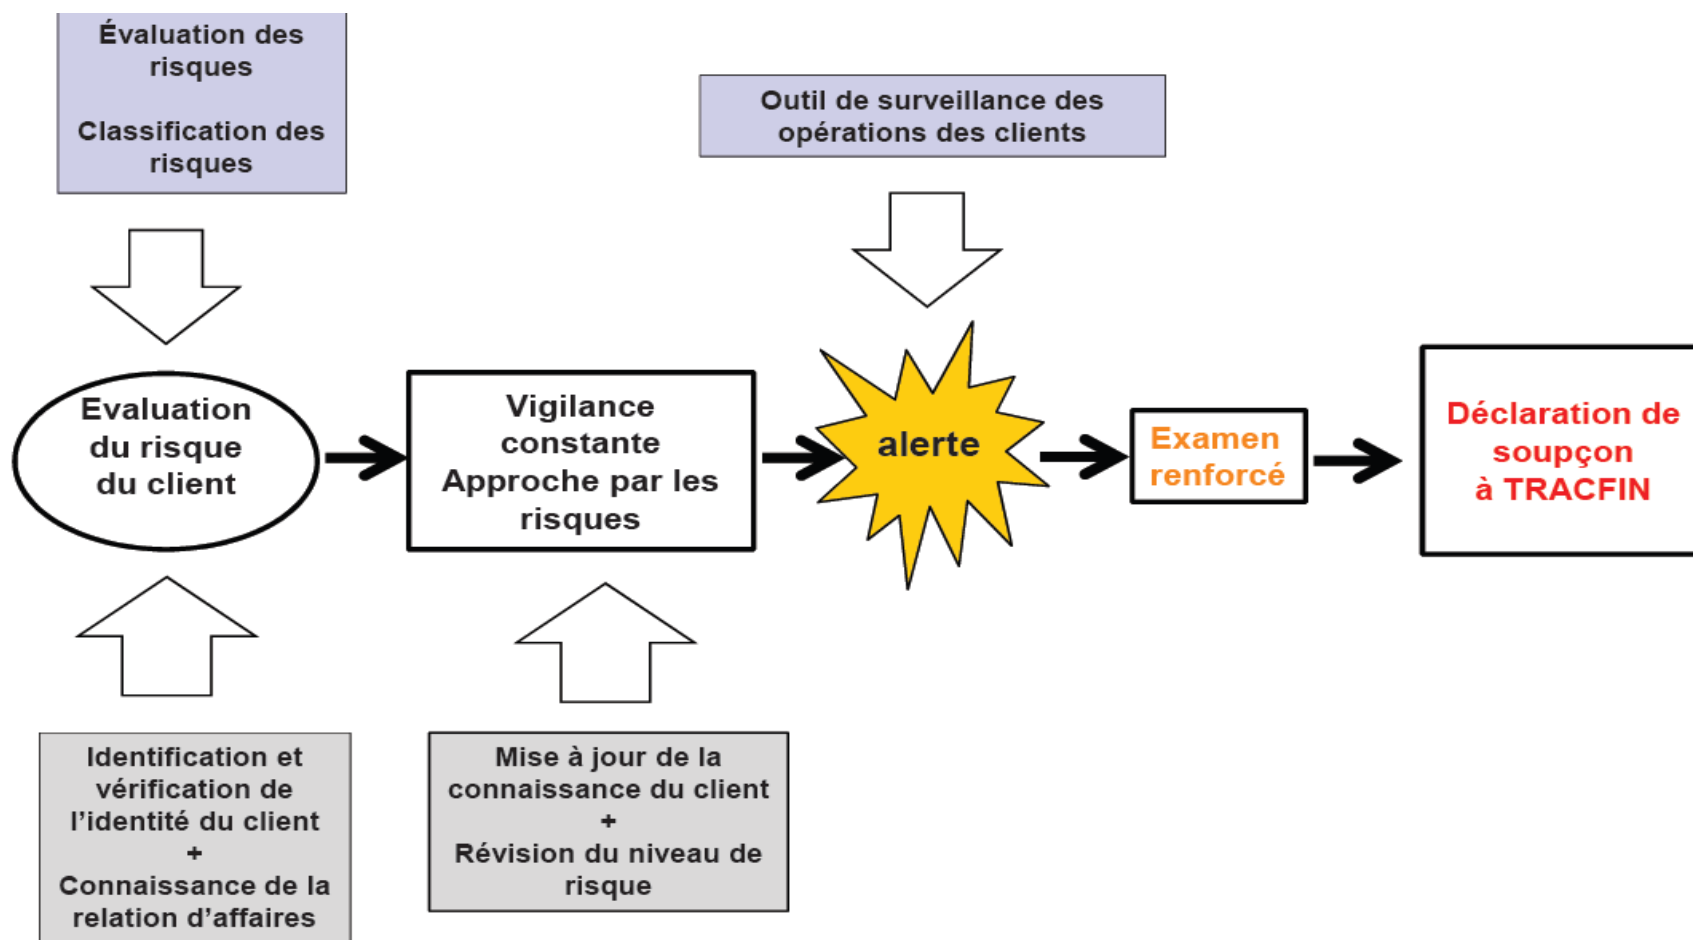 Évaluation des
risques
Classification des
risques
Outil de surveillance des
opérations des clients
Evaluation
du risque
du client
Vigilance
constante
Approche par les
risques
alerte
Examen
renforcé
Déclaration de
soupçon
à TRACFIN
Identification et
vérification de
l’identité du client
+
Connaissance de la
relation d’affaires
Mise à jour de la
connaissance du client
+
Révision du niveau de
risque